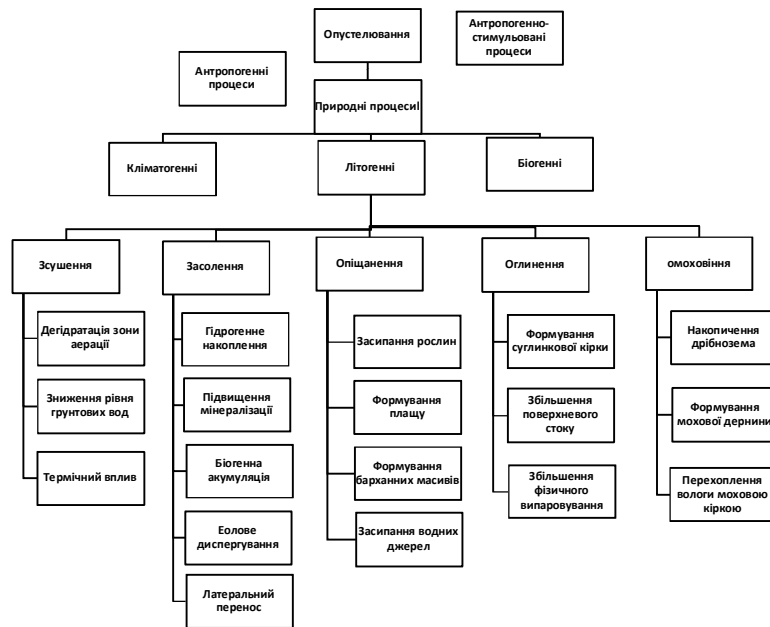 Опустелювання
Антропогенно-
стимульовані
процеси
Антропогенні
процеси
Природні процесиІ
Кліматогенні
Літогенні
Біогенні
Зсушення
Засолення
Опіщанення
Оглинення
омоховіння
Дегідратація зони
аерації
Зниження рівня
грунтових вод
Термічний вплив
Гідрогенне
накоплення
Підвищення
мінералізації
Біогенна
акумуляція
Еолове
диспергування
Латеральний
перенос
Засипання рослин
Формування
плащу
Формування
барханних масивів
Засипання водних
джерел
Формування
суглинкової кірки
Збільшення
поверхневого
стоку
Збільшення
фізичного
випаровування
Накопичення
дрібнозема
Формування
мохової дернини
Перехоплення
вологи моховою
кіркою